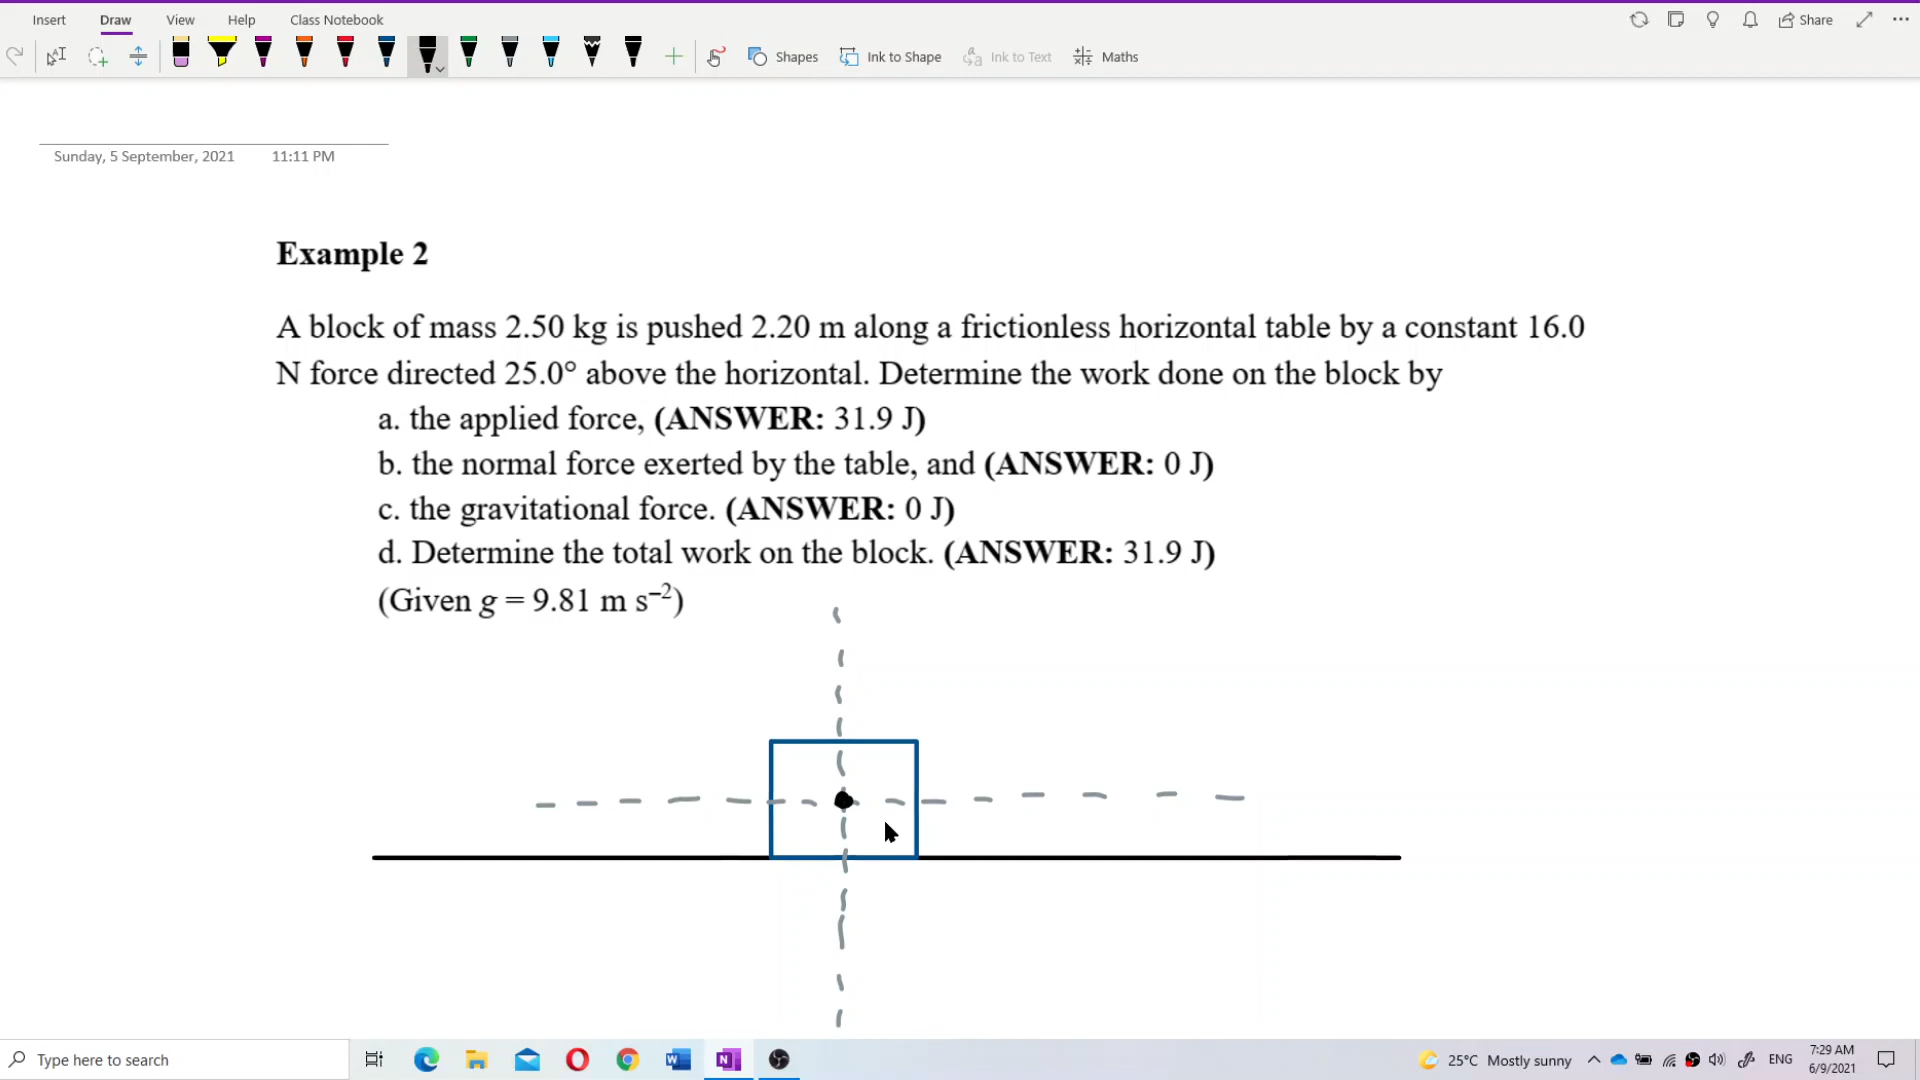 Insert Draw View Help Class Notebook Share
Shapes Ink to Shape Ink to Text Maths
Sunday, 5 September, 2021 11:11 PM
Example 2
A block of mass 2.50 kg is pushed 2.20 m along a frictionless horizontal table by a constant 16.0
N force directed 25.0° above the horizontal. Determine the work done on the block by
a. the applied force, (ANSWER: 31.9 J)
b. the normal force exerted by the table, and (ANSWER: 0 J)
c. the gravitational force. (ANSWER: 0 J)
d. Determine the total work on the block. (ANSWER: 31.9 J)
(Given g = 9.81 m s⁻²)
Type here to search 25°C Mostly sunny ENG 7:29 AM
6/9/2021